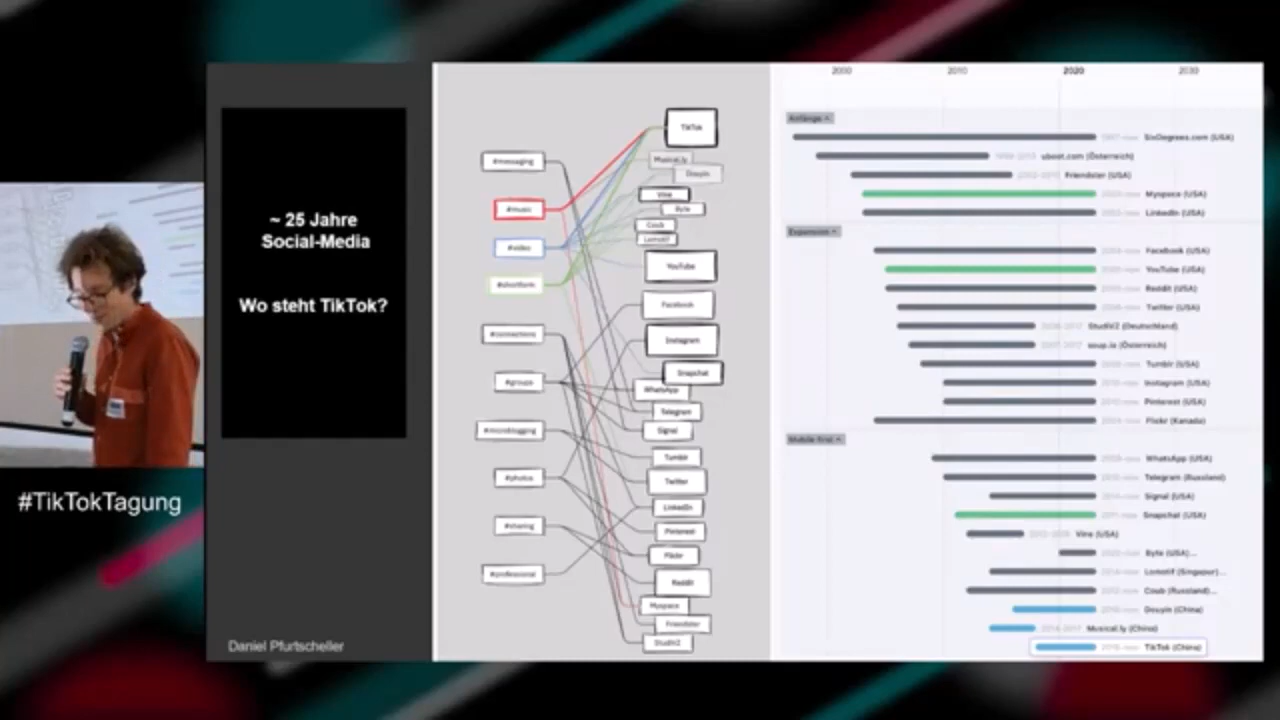 ~ 25 Jahre
Social-Media
Wo steht TikTok?
Daniel Pfurtscheller
#TikTokTagung
#messaging
#music
#video
#shortform
#connections
#groups
#microblogging
#photos
#sharing
#professional
TikTok
Musical.ly
Douyin
Vine
Byte
Coub
Lomotif
YouTube
Facebook
Instagram
Snapchat
WhatsApp
Telegram
Signal
Tumblr
Twitter
LinkedIn
Pinterest
Flickr
Reddit
Myspace
Friendster
StudiVZ
2000 2010 2020 2030
Anfänge
SixDegrees.com (USA)
uboot.com (Österreich)
Friendster (USA)
Myspace (USA)
LinkedIn (USA)
Expansion
Facebook (USA)
YouTube (USA)
Reddit (USA)
Twitter (USA)
StudiVZ (Deutschland)
soup.io (Österreich)
Tumblr (USA)
Instagram (USA)
Pinterest (USA)
Flickr (Kanada)
Mobile first
WhatsApp (USA)
Telegram (Russland)
Signal (USA)
Snapchat (USA)
Vine (USA)
Byte (USA)...
Lomotif (Singapur)...
Coub (Russland)...
Douyin (China)
Musical.ly (China)
TikTok (China)